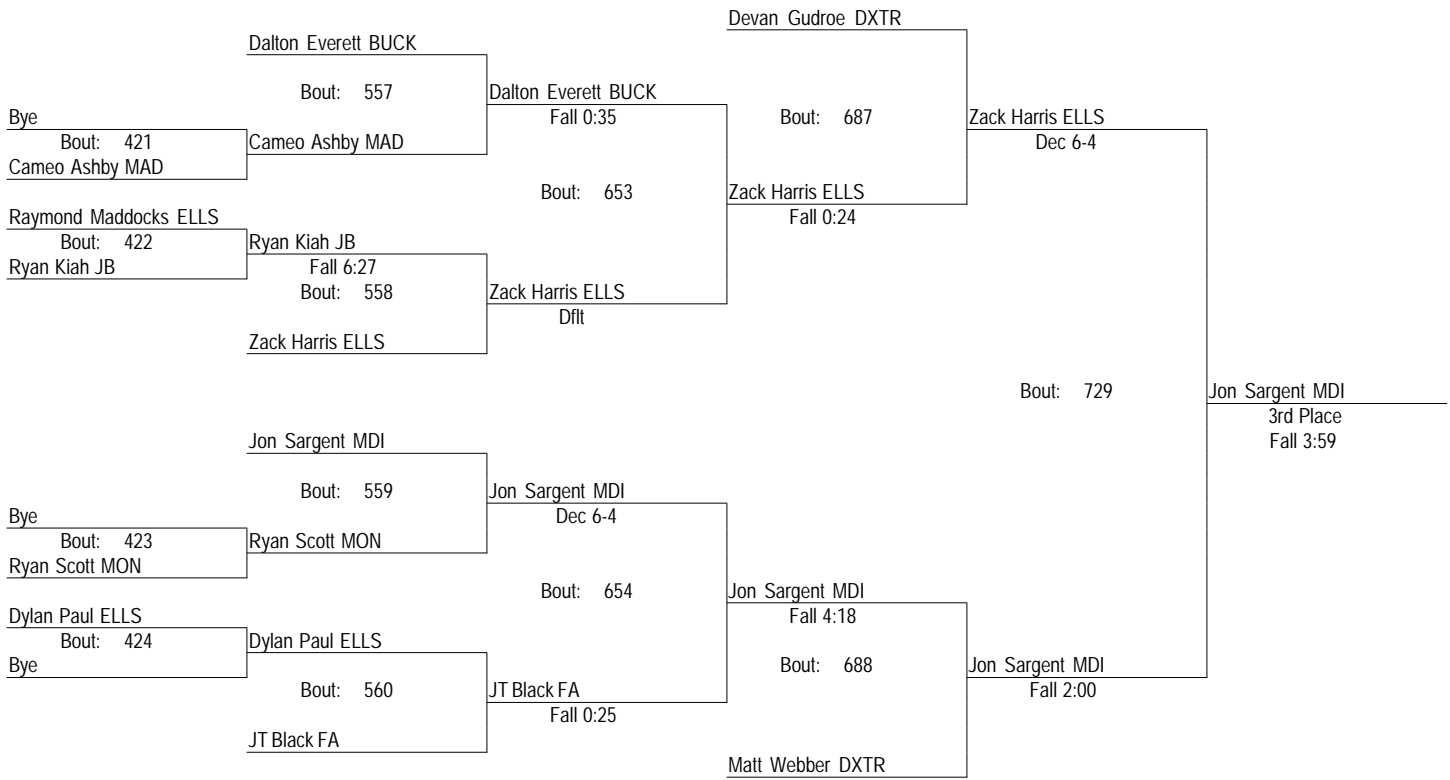 Devan Gudroe DXTR
Dalton Everett BUCK
Bout: 557
Dalton Everett BUCK
Fall 0:35
Bout: 687
Zack Harris ELLS
Dec 6-4
Bye
Bout: 421
Cameo Ashby MAD
Cameo Ashby MAD
Bout: 653
Zack Harris ELLS
Fall 0:24
Raymond Maddocks ELLS
Bout: 422
Ryan Kiah JB
Ryan Kiah JB
Fall 6:27
Bout: 558
Zack Harris ELLS
Dflt
Zack Harris ELLS
Bout: 729
Jon Sargent MDI
3rd Place
Fall 3:59
Jon Sargent MDI
Bout: 559
Jon Sargent MDI
Dec 6-4
Bye
Bout: 423
Ryan Scott MON
Ryan Scott MON
Bout: 654
Jon Sargent MDI
Fall 4:18
Dylan Paul ELLS
Bout: 424
Bye
Dylan Paul ELLS
Bout: 560
JT Black FA
Fall 0:25
Bout: 688
Jon Sargent MDI
Fall 2:00
JT Black FA
Matt Webber DXTR